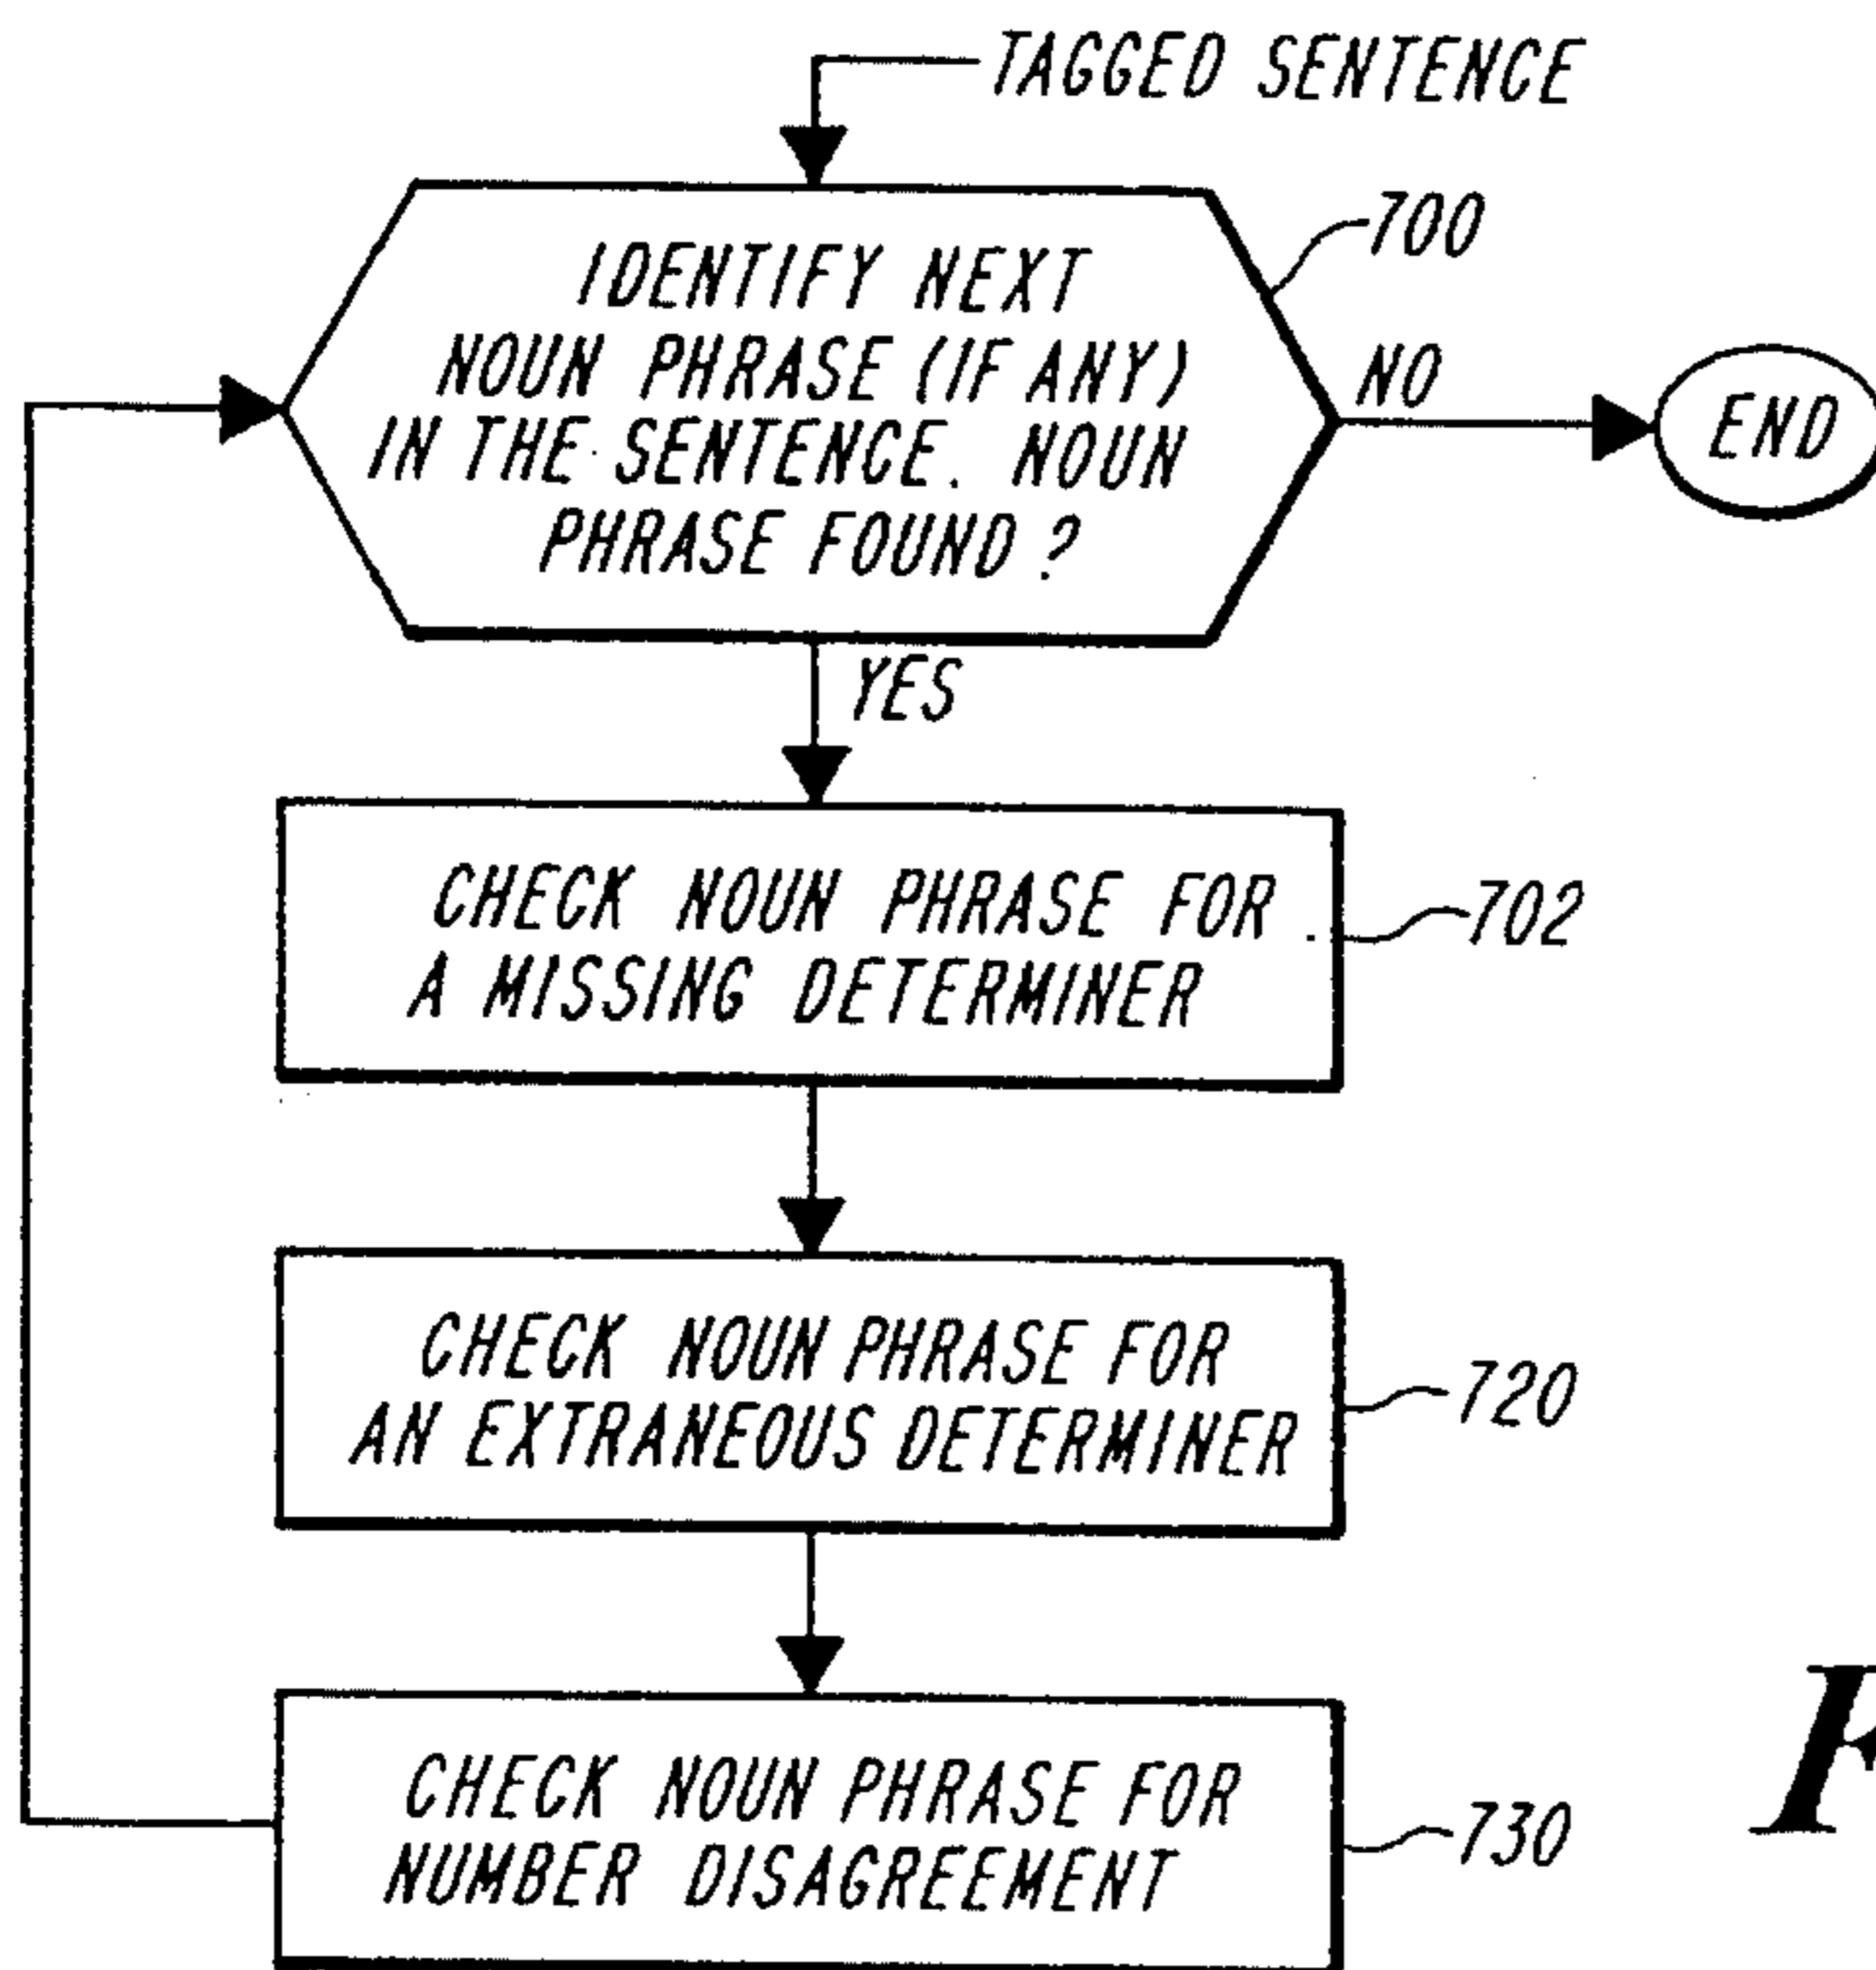 TAGGED SENTENCE
700
IDENTIFY NEXT
NOUN PHRASE (IF ANY)
IN THE SENTENCE. NOUN
PHRASE FOUND?
NO
END
YES
CHECK NOUN PHRASE FOR
A MISSING DETERMINER
702
CHECK NOUN PHRASE FOR
AN EXTRANEOUS DETERMINER
720
CHECK NOUN PHRASE FOR
NUMBER DISAGREEMENT
730